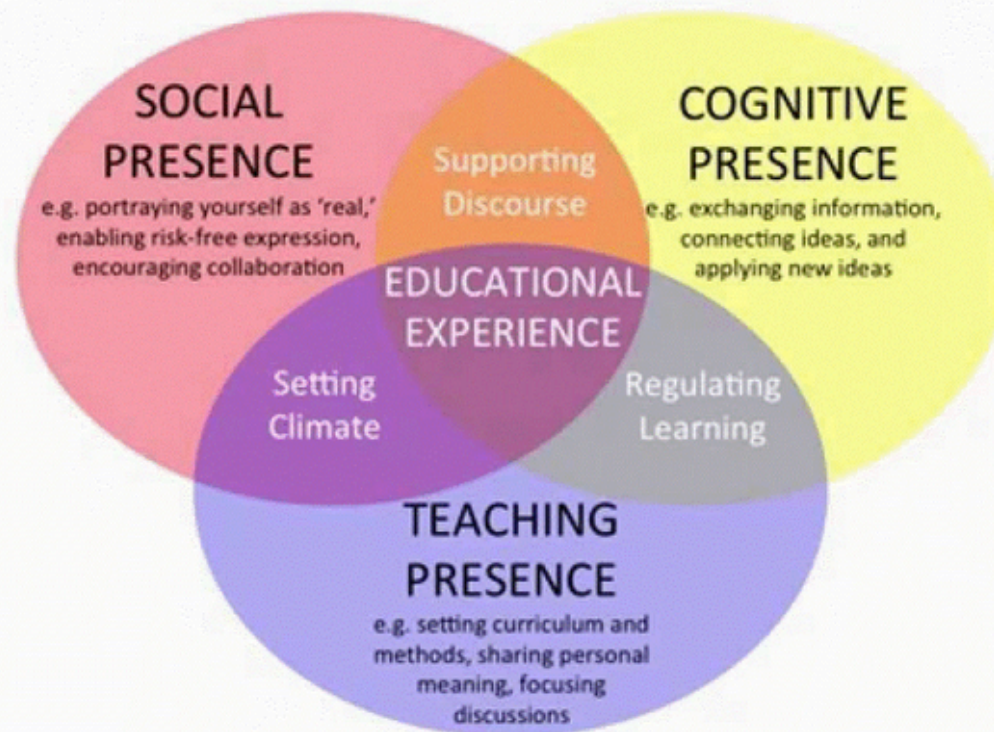 SOCIAL
PRESENCE
e.g. portraying yourself as ‘real,’
enabling risk-free expression,
encouraging collaboration
Supporting
Discourse
COGNITIVE
PRESENCE
e.g. exchanging information,
connecting ideas, and
applying new ideas
EDUCATIONAL
EXPERIENCE
Setting
Climate
Regulating
Learning
TEACHING
PRESENCE
e.g. setting curriculum and
methods, sharing personal
meaning, focusing
discussions